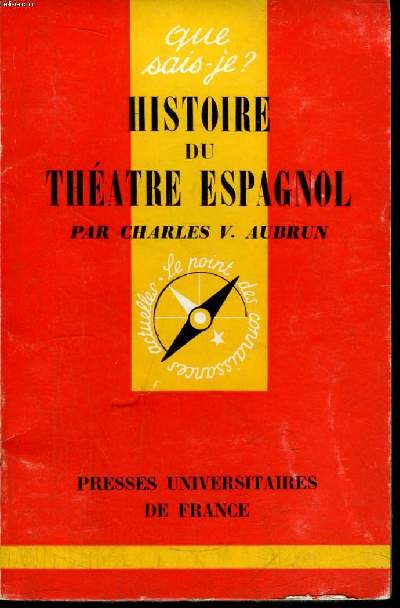 que
sais-je?
HISTOIRE
DU
THÉATRE ESPAGNOL
PAR CHARLES V. AUBRUN
Le point des connaissances actuelles
PRESSES UNIVERSITAIRES
DE FRANCE